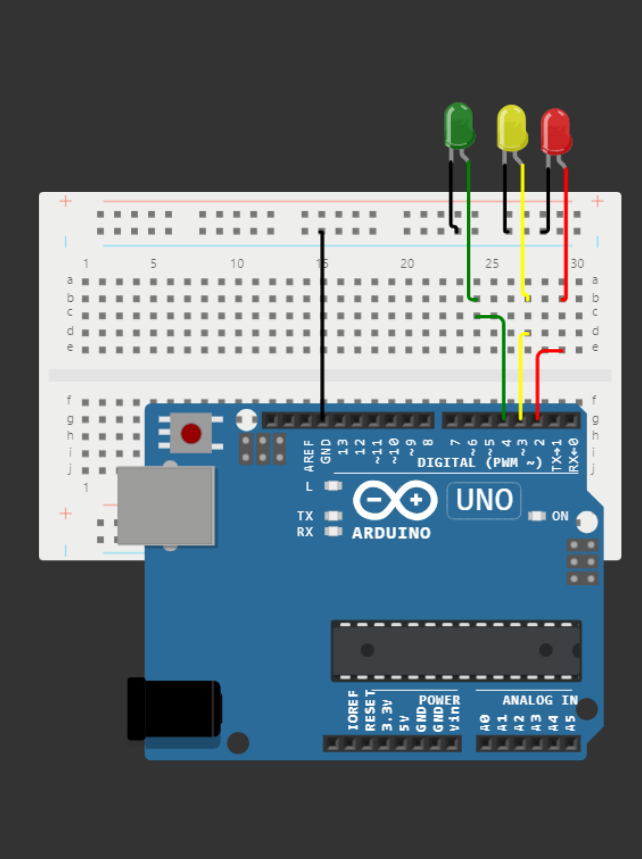 + +
1 5 10 15 20 25 30
a a
b b
c c
d d
e e
f f
g g
h h
i i
j j
1
+ +
AREF GND 13 12 ~11 ~10 ~9 8 7 ~6 ~5 4 ~3 2 TX→1 RX←0
DIGITAL (PWM ~)
L
TX
RX
UNO
ON
ARDUINO
POWER
ANALOG IN
IOREF RESET 3.3V 5V GND GND Vin A0 A1 A2 A3 A4 A5